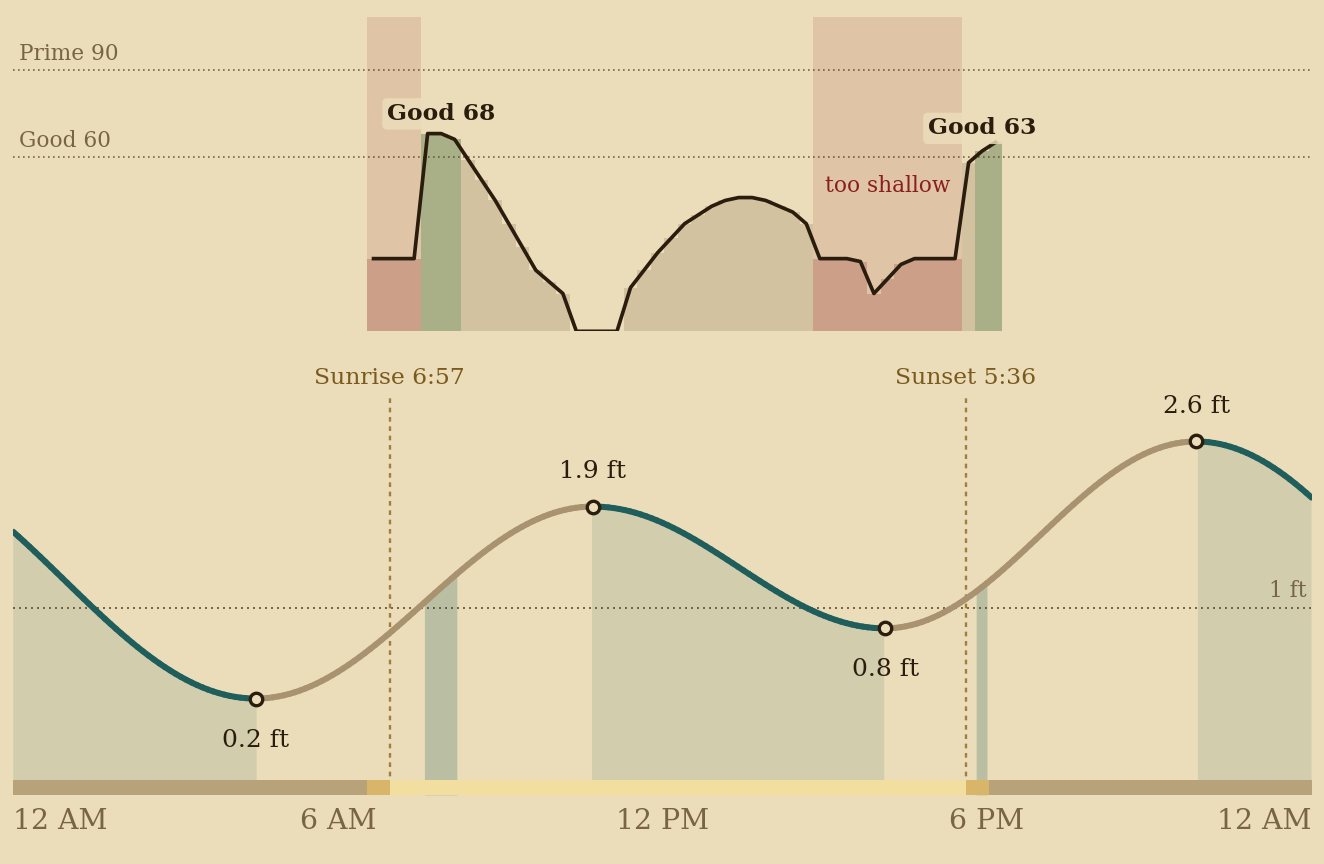 Prime 90
Good 68
Good 63
Good 60
too shallow
Sunrise 6:57
Sunset 5:36
2.6 ft
1.9 ft
1 ft
0.8 ft
0.2 ft
12 AM
6 AM
12 PM
6 PM
12 AM